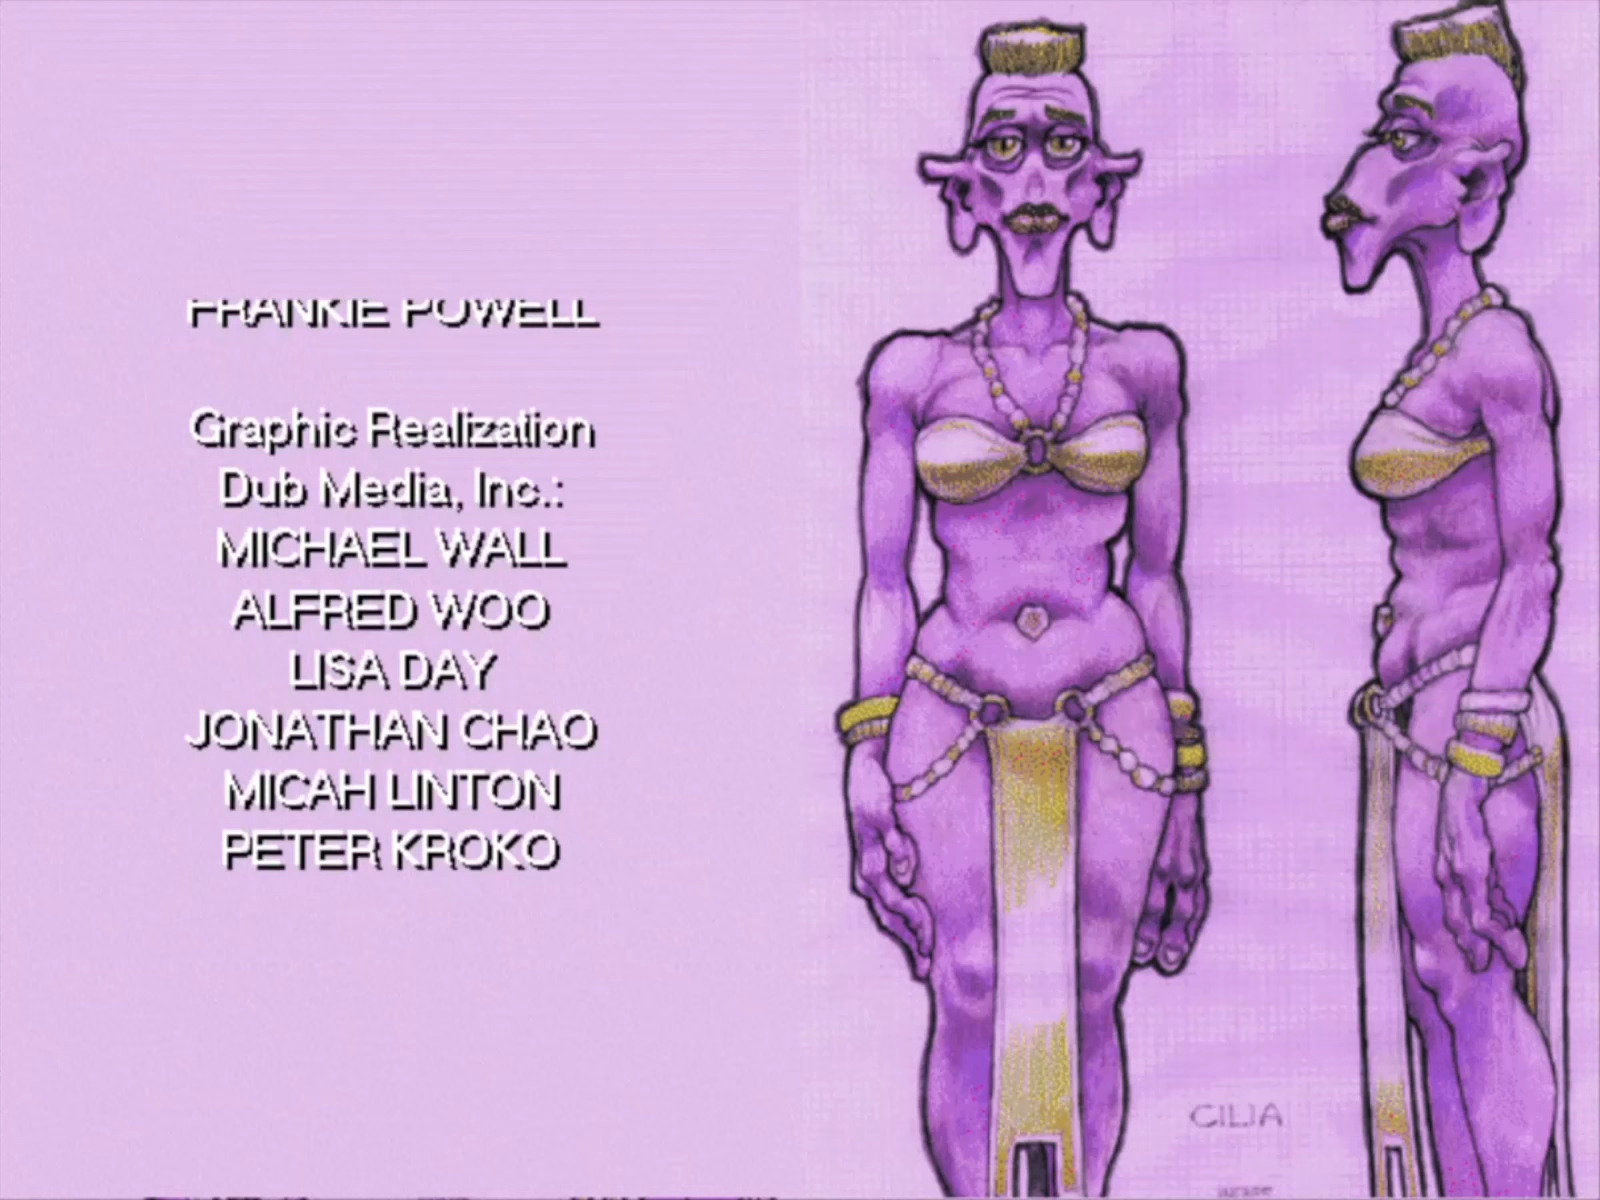 FRANKIE POWELL
Graphic Realization
Dub Media, Inc.:
MICHAEL WALL
ALFRED WOO
LISA DAY
JONATHAN CHAO
MICAH LINTON
PETER KROKO
CILIA